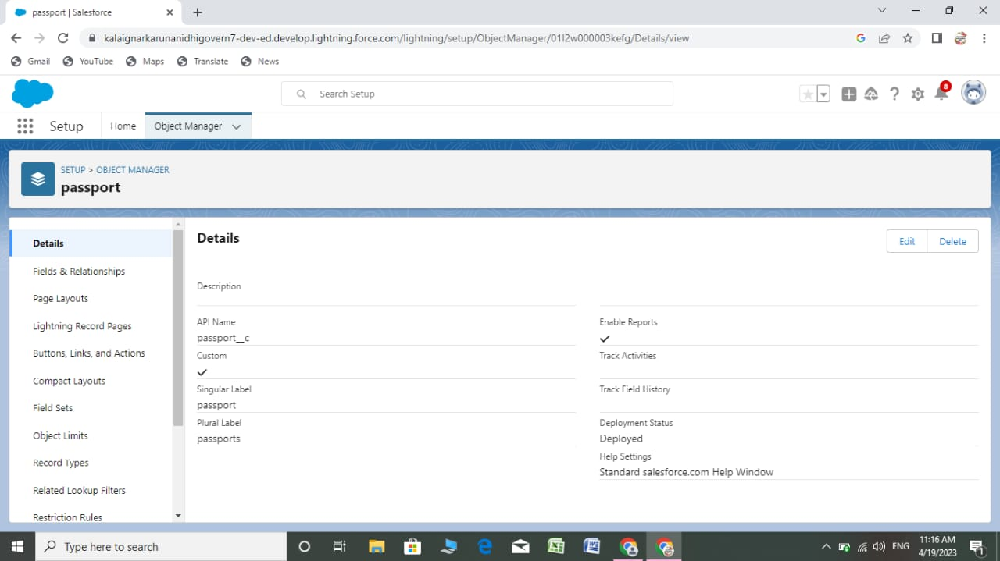 passport | Salesforce
kalaignarkarunanidhigovern7-dev-ed.develop.lightning.force.com/lightning/setup/ObjectManager/01I2w000003kefg/Details/view
Gmail YouTube Maps Translate News
Search Setup
8
Setup Home Object Manager
SETUP > OBJECT MANAGER
passport
Details
Fields & Relationships
Page Layouts
Lightning Record Pages
Buttons, Links, and Actions
Compact Layouts
Field Sets
Object Limits
Record Types
Related Lookup Filters
Restriction Rules
Details
Edit Delete
Description
API Name
passport__c
Custom
Singular Label
passport
Plural Label
passports
Enable Reports
Track Activities
Track Field History
Deployment Status
Deployed
Help Settings
Standard salesforce.com Help Window
Type here to search
ENG
11:16 AM
4/19/2023
1